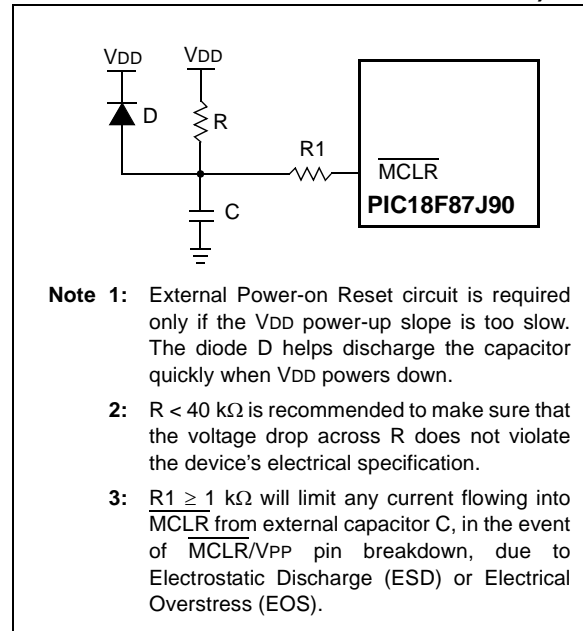 VDD VDD
D
R
R1
MCLR
PIC18F87J90
C
Note 1: External Power-on Reset circuit is required
only if the VDD power-up slope is too slow.
The diode D helps discharge the capacitor
quickly when VDD powers down.
2: R < 40 kΩ is recommended to make sure that
the voltage drop across R does not violate
the device's electrical specification.
3: R1 ≥ 1 kΩ will limit any current flowing into
MCLR from external capacitor C, in the event
of MCLR/VPP pin breakdown, due to
Electrostatic Discharge (ESD) or Electrical
Overstress (EOS).